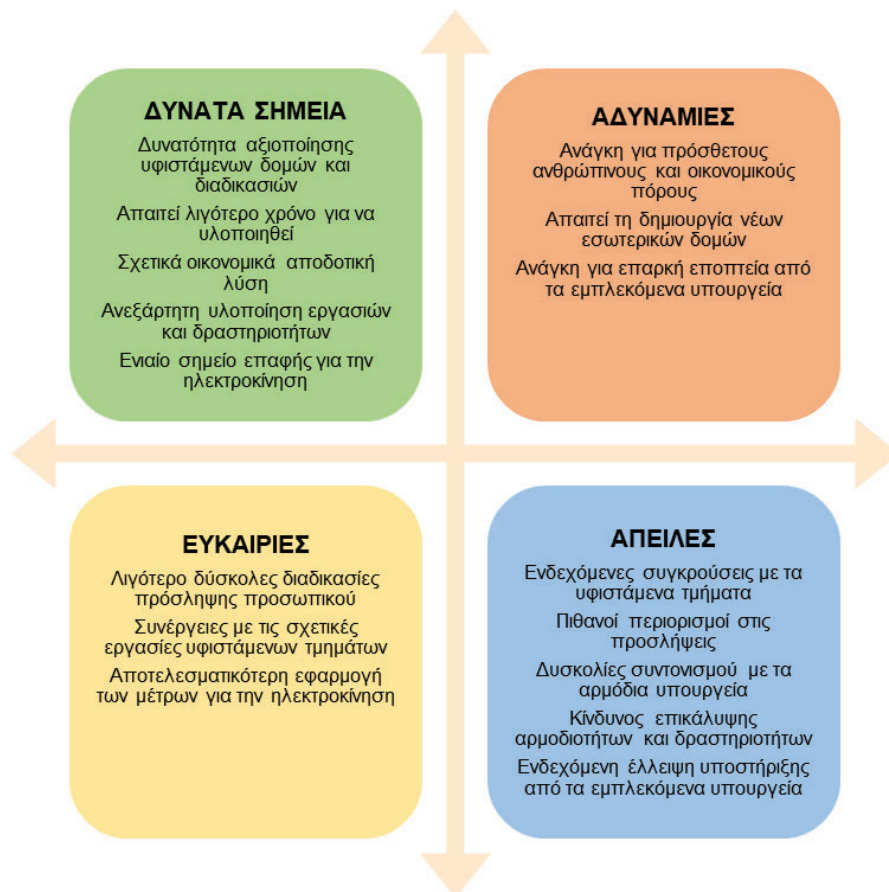 ΔΥΝΑΤΑ ΣΗΜΕΙΑ
Δυνατότητα αξιοποίησης
υφιστάμενων δομών και
διαδικασιών
Απαιτεί λιγότερο χρόνο για να
υλοποιηθεί
Σχετικά οικονομικά αποδοτική
λύση
Ανεξάρτητη υλοποίηση εργασιών
και δραστηριοτήτων
Ενιαίο σημείο επαφής για την
ηλεκτροκίνηση
ΑΔΥΝΑΜΙΕΣ
Ανάγκη για πρόσθετους
ανθρώπινους και οικονομικούς
πόρους
Απαιτεί τη δημιουργία νέων
εσωτερικών δομών
Ανάγκη για επαρκή εποπτεία από
τα εμπλεκόμενα υπουργεία
ΕΥΚΑΙΡΙΕΣ
Λιγότερο δύσκολες διαδικασίες
πρόσληψης προσωπικού
Συνέργειες με τις σχετικές
εργασίες υφιστάμενων τμημάτων
Αποτελεσματικότερη εφαρμογή
των μέτρων για την ηλεκτροκίνηση
ΑΠΕΙΛΕΣ
Ενδεχόμενες συγκρούσεις με τα
υφιστάμενα τμήματα
Πιθανοί περιορισμοί στις
προσλήψεις
Δυσκολίες συντονισμού με τα
αρμόδια υπουργεία
Κίνδυνος επικάλυψης
αρμοδιοτήτων και δραστηριοτήτων
Ενδεχόμενη έλλειψη υποστήριξης
από τα εμπλεκόμενα υπουργεία